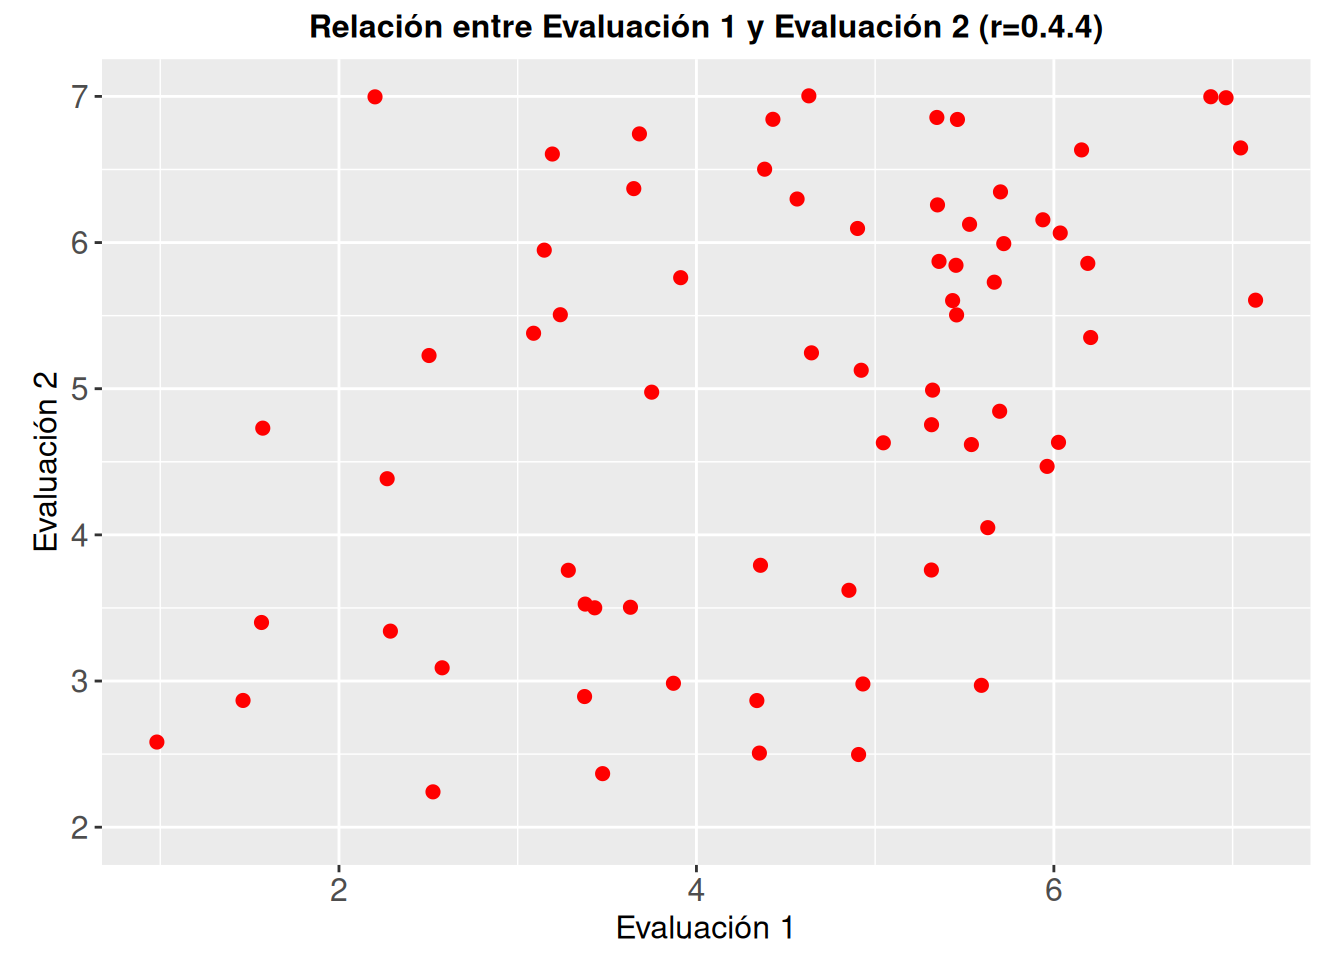 Relación entre Evaluación 1 y Evaluación 2 (r=0.4.4)
7
6
5
4
3
2
Evaluación 2
2 4 6
Evaluación 1